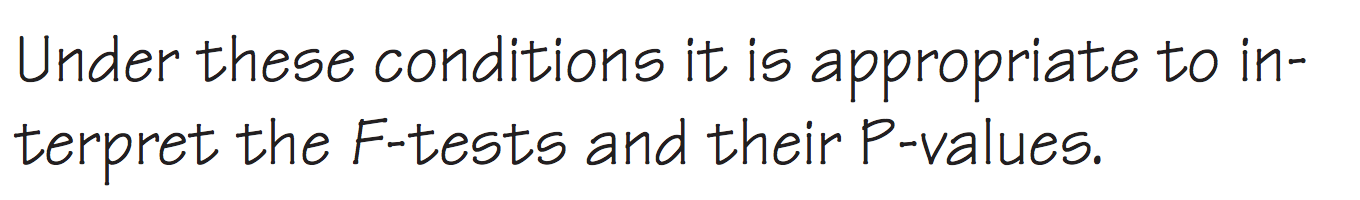 Under these conditions it is appropriate to in-
terpret the F-tests and their P-values.